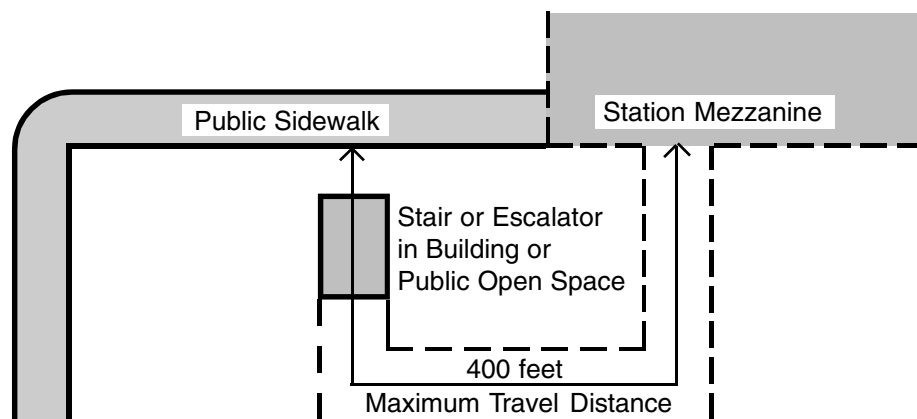 Public Sidewalk
Station Mezzanine
Stair or Escalator
in Building or
Public Open Space
400 feet
Maximum Travel Distance